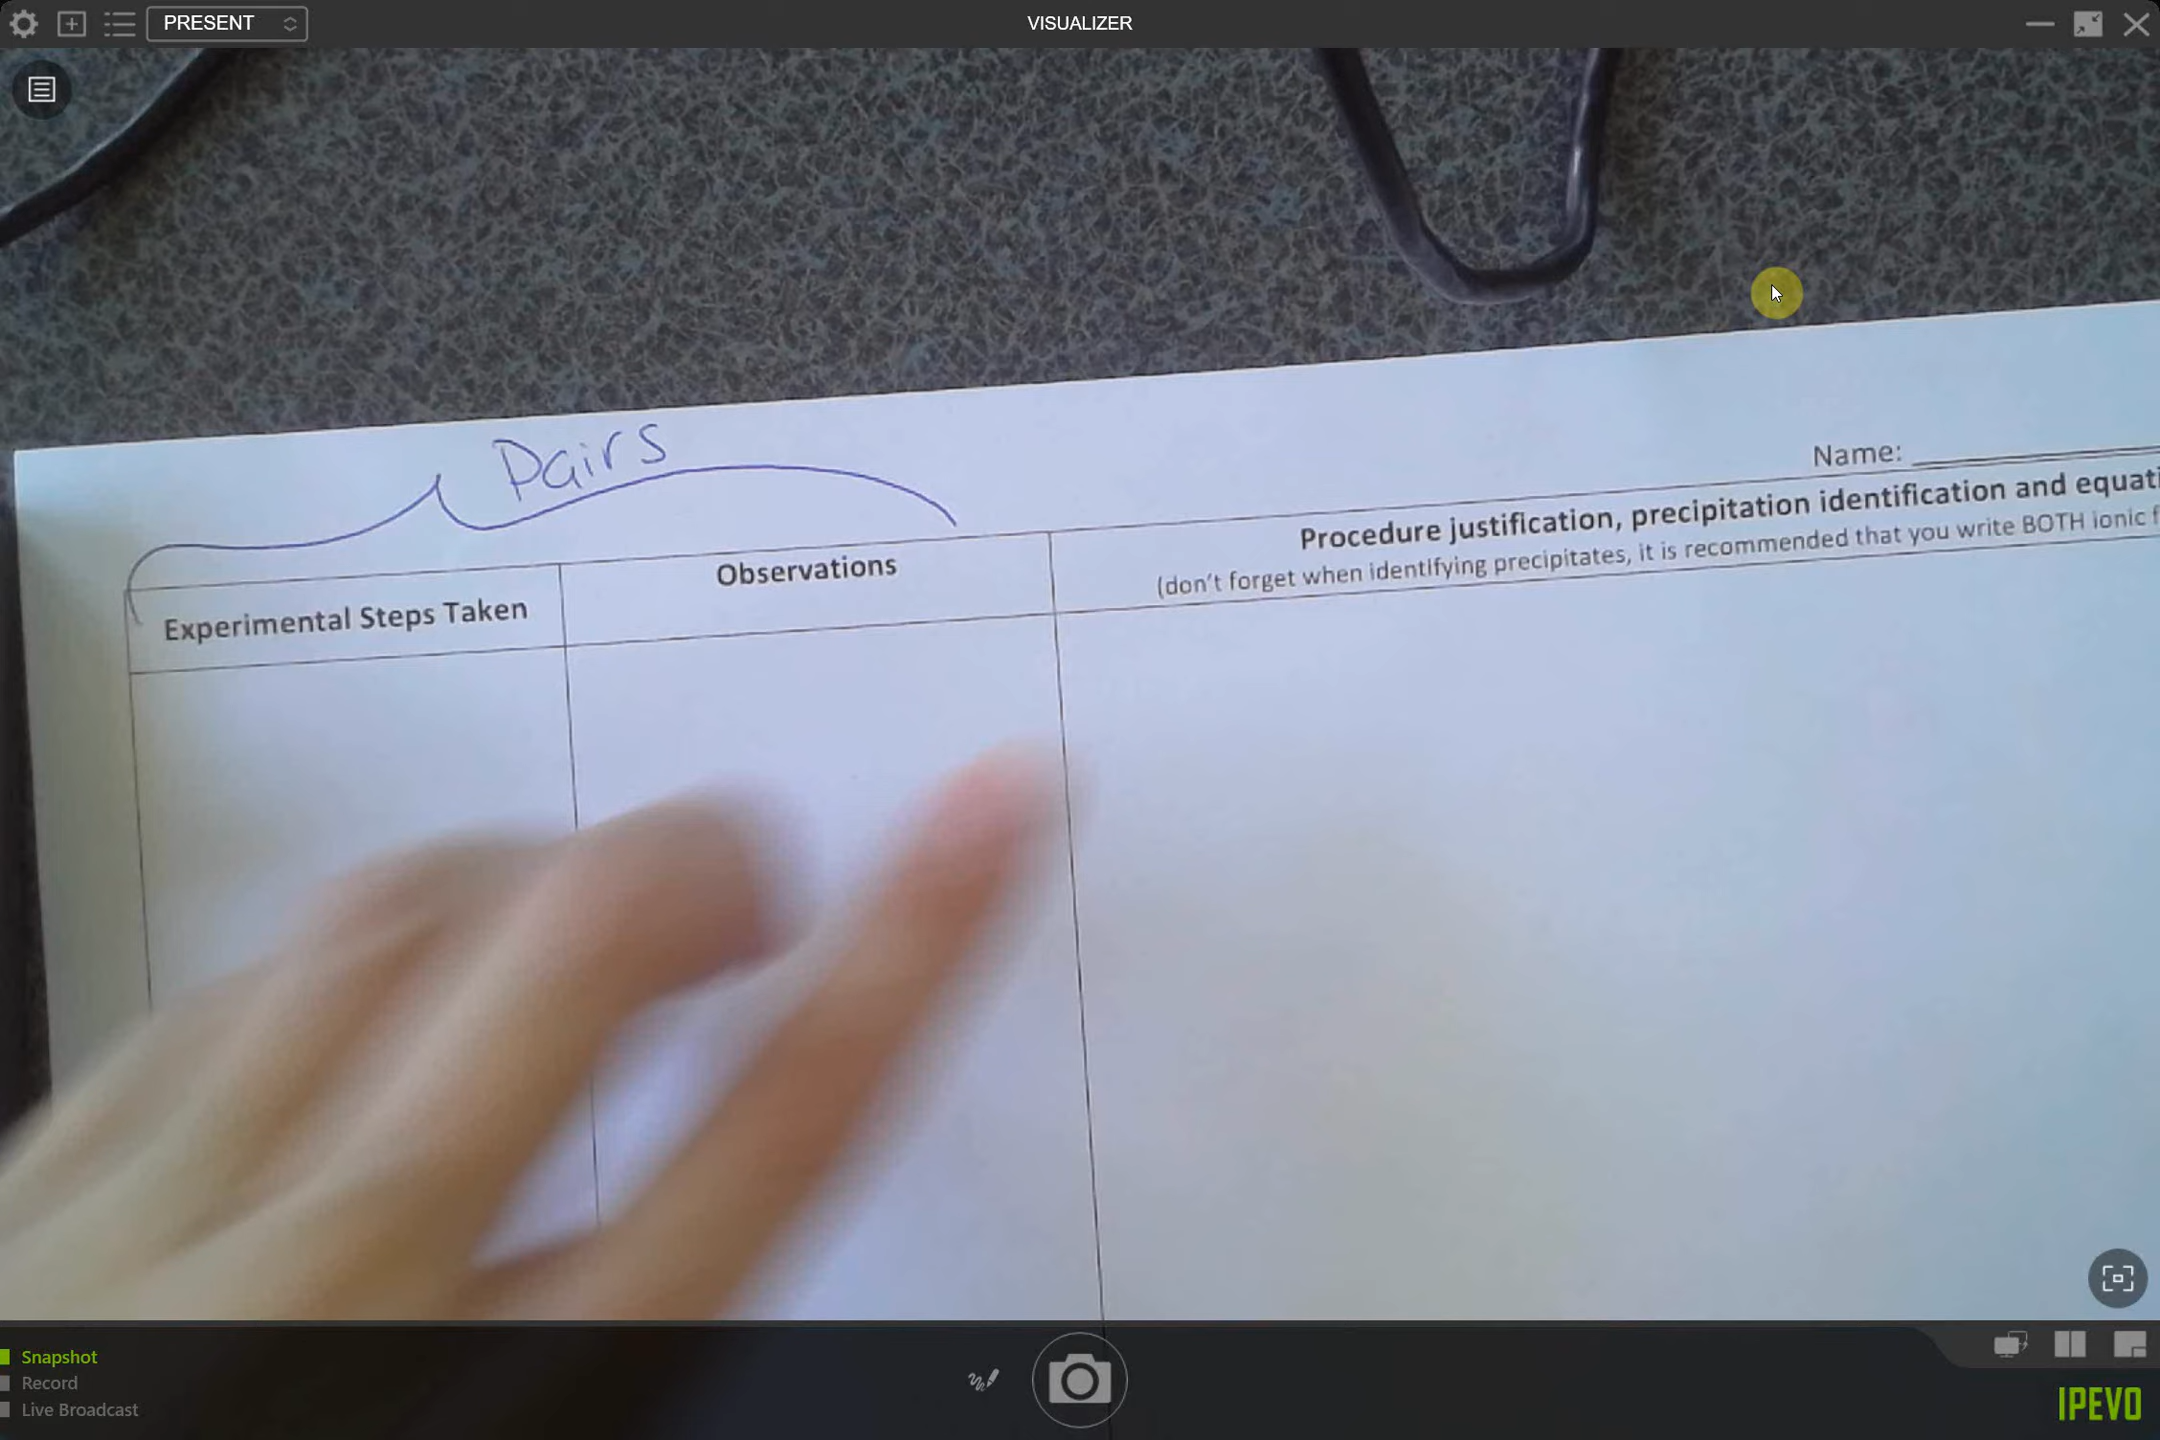 PRESENT
VISUALIZER
Pairs
Name:
Experimental Steps Taken
Observations
Procedure justification, precipitation identification and equati
(don't forget when identifying precipitates, it is recommended that you write BOTH ionic f
Snapshot
Record
Live Broadcast
IPEVO